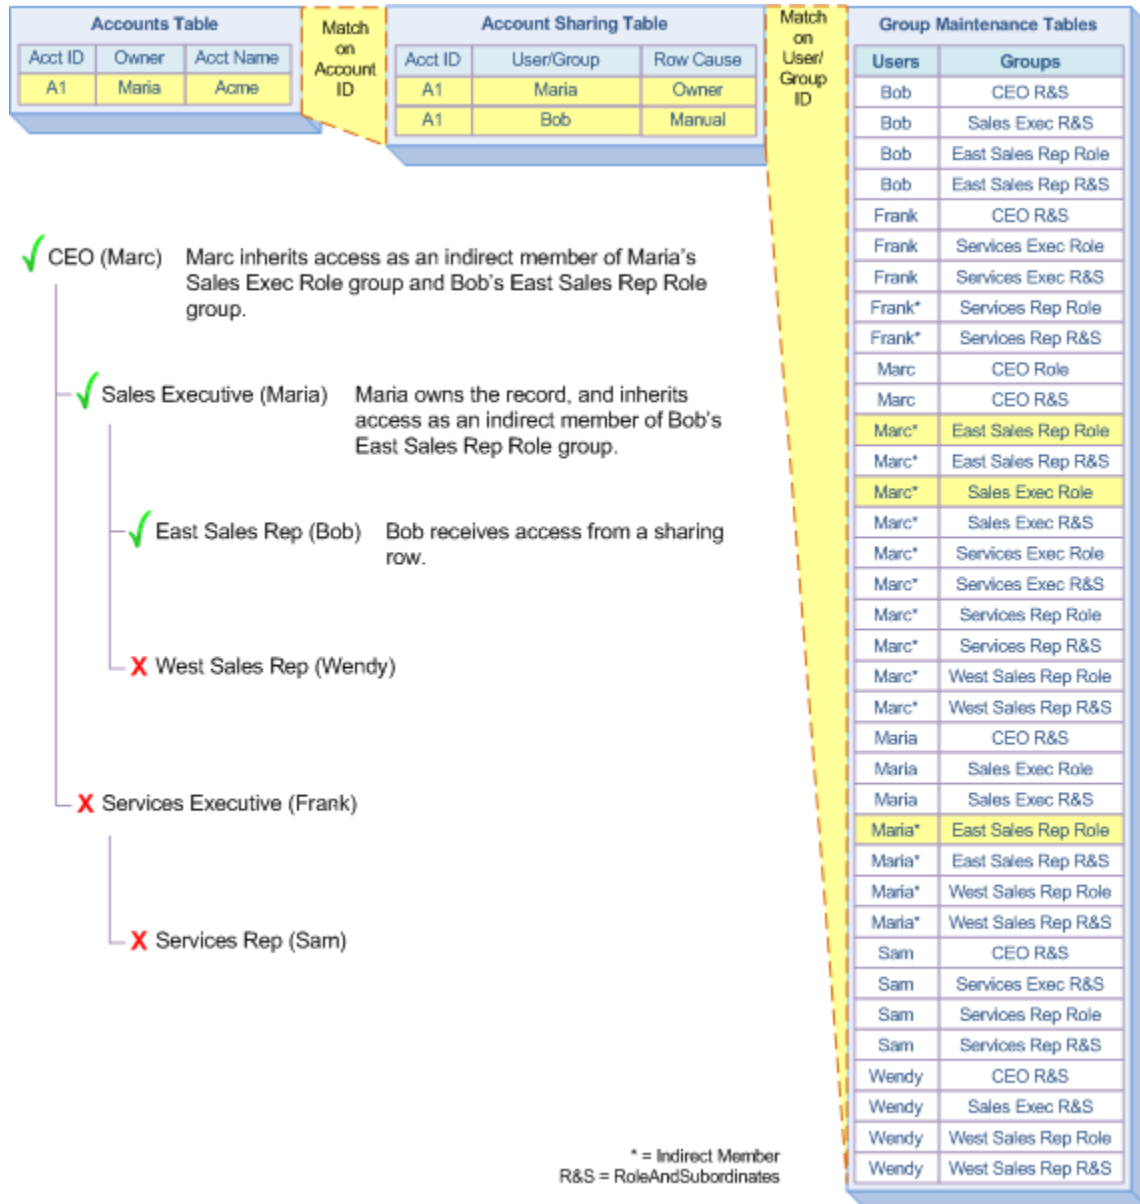 Accounts Table
Acct ID Owner Acct Name
A1 Maria Acme
Match
on
Account
ID
Account Sharing Table
Acct ID User/Group Row Cause
A1 Maria Owner
A1 Bob Manual
Match
on
User/
Group
ID
Group Maintenance Tables
Users Groups
Bob CEO R&S
Bob Sales Exec R&S
Bob East Sales Rep Role
Bob East Sales Rep R&S
Frank CEO R&S
Frank Services Exec Role
Frank Services Exec R&S
Frank* Services Rep Role
Frank* Services Rep R&S
Marc CEO Role
Marc CEO R&S
Marc* East Sales Rep Role
Marc* East Sales Rep R&S
Marc* Sales Exec Role
Marc* Sales Exec R&S
Marc* Services Exec Role
Marc* Services Exec R&S
Marc* Services Rep Role
Marc* Services Rep R&S
Marc* West Sales Rep Role
Marc* West Sales Rep R&S
Maria CEO R&S
Maria Sales Exec Role
Maria Sales Exec R&S
Maria* East Sales Rep Role
Maria* East Sales Rep R&S
Maria* West Sales Rep Role
Maria* West Sales Rep R&S
Sam CEO R&S
Sam Services Exec R&S
Sam Services Rep Role
Sam Services Rep R&S
Wendy CEO R&S
Wendy Sales Exec R&S
Wendy West Sales Rep Role
Wendy West Sales Rep R&S
CEO (Marc) Marc inherits access as an indirect member of Maria's
Sales Exec Role group and Bob's East Sales Rep Role
group.
Sales Executive (Maria) Maria owns the record, and inherits
access as an indirect member of Bob's
East Sales Rep Role group.
East Sales Rep (Bob) Bob receives access from a sharing
row.
X West Sales Rep (Wendy)
X Services Executive (Frank)
X Services Rep (Sam)
* = Indirect Member
R&S = RoleAndSubordinates